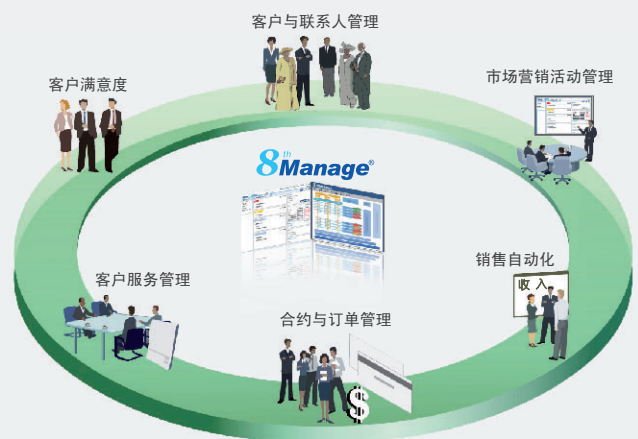 客户与联系人管理
市场营销活动管理
客户满意度
8thManage®
销售自动化
收入
客户服务管理
合约与订单管理
$